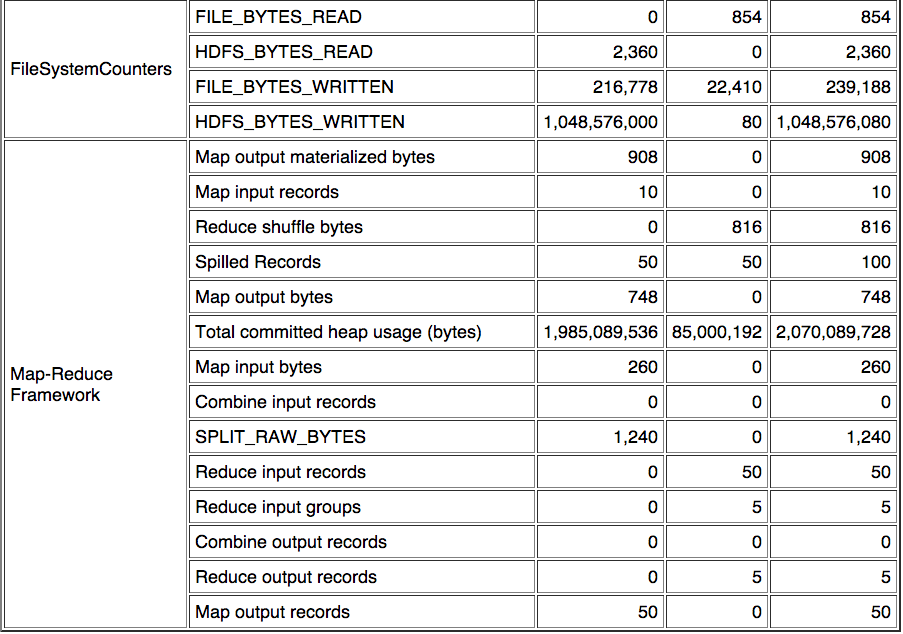 FileSystemCounters
FILE_BYTES_READ 0 854 854
HDFS_BYTES_READ 2,360 0 2,360
FILE_BYTES_WRITTEN 216,778 22,410 239,188
HDFS_BYTES_WRITTEN 1,048,576,000 80 1,048,576,080
Map-Reduce
Framework
Map output materialized bytes 908 0 908
Map input records 10 0 10
Reduce shuffle bytes 0 816 816
Spilled Records 50 50 100
Map output bytes 748 0 748
Total committed heap usage (bytes) 1,985,089,536 85,000,192 2,070,089,728
Map input bytes 260 0 260
Combine input records 0 0 0
SPLIT_RAW_BYTES 1,240 0 1,240
Reduce input records 0 50 50
Reduce input groups 0 5 5
Combine output records 0 0 0
Reduce output records 0 5 5
Map output records 50 0 50